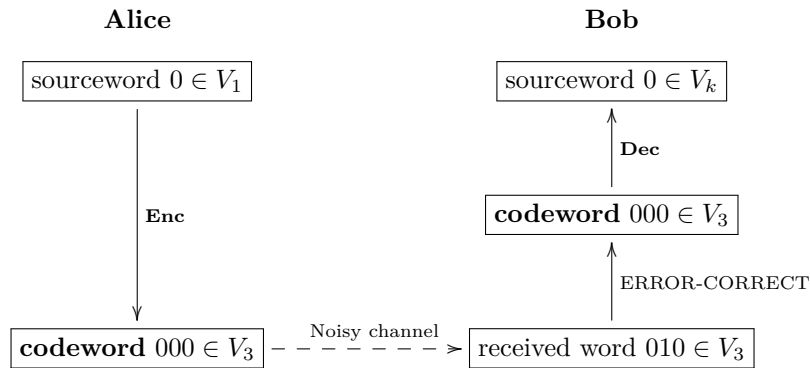 Alice Bob
sourceword 0 ∈ V₁ sourceword 0 ∈ Vₖ
Dec
Enc codeword 000 ∈ V₃
ERROR-CORRECT
codeword 000 ∈ V₃ Noisy channel received word 010 ∈ V₃